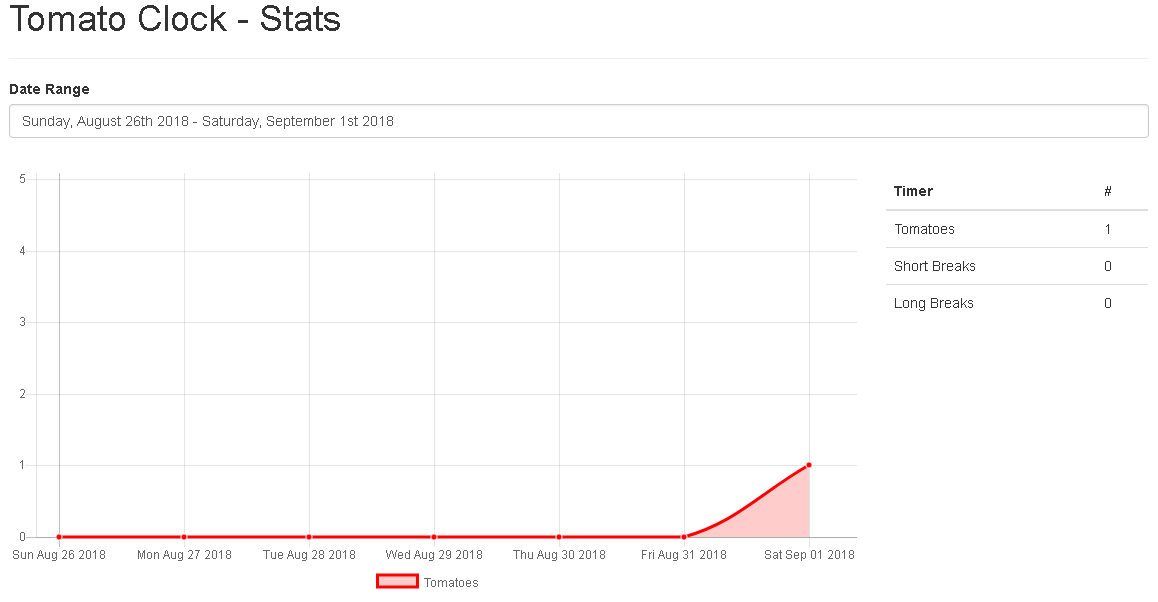 Tomato Clock - Stats
Date Range
Sunday, August 26th 2018 - Saturday, September 1st 2018
5
4
3
2
1
0
Sun Aug 26 2018 Mon Aug 27 2018 Tue Aug 28 2018 Wed Aug 29 2018 Thu Aug 30 2018 Fri Aug 31 2018 Sat Sep 01 2018
Tomatoes
Timer #
Tomatoes 1
Short Breaks 0
Long Breaks 0